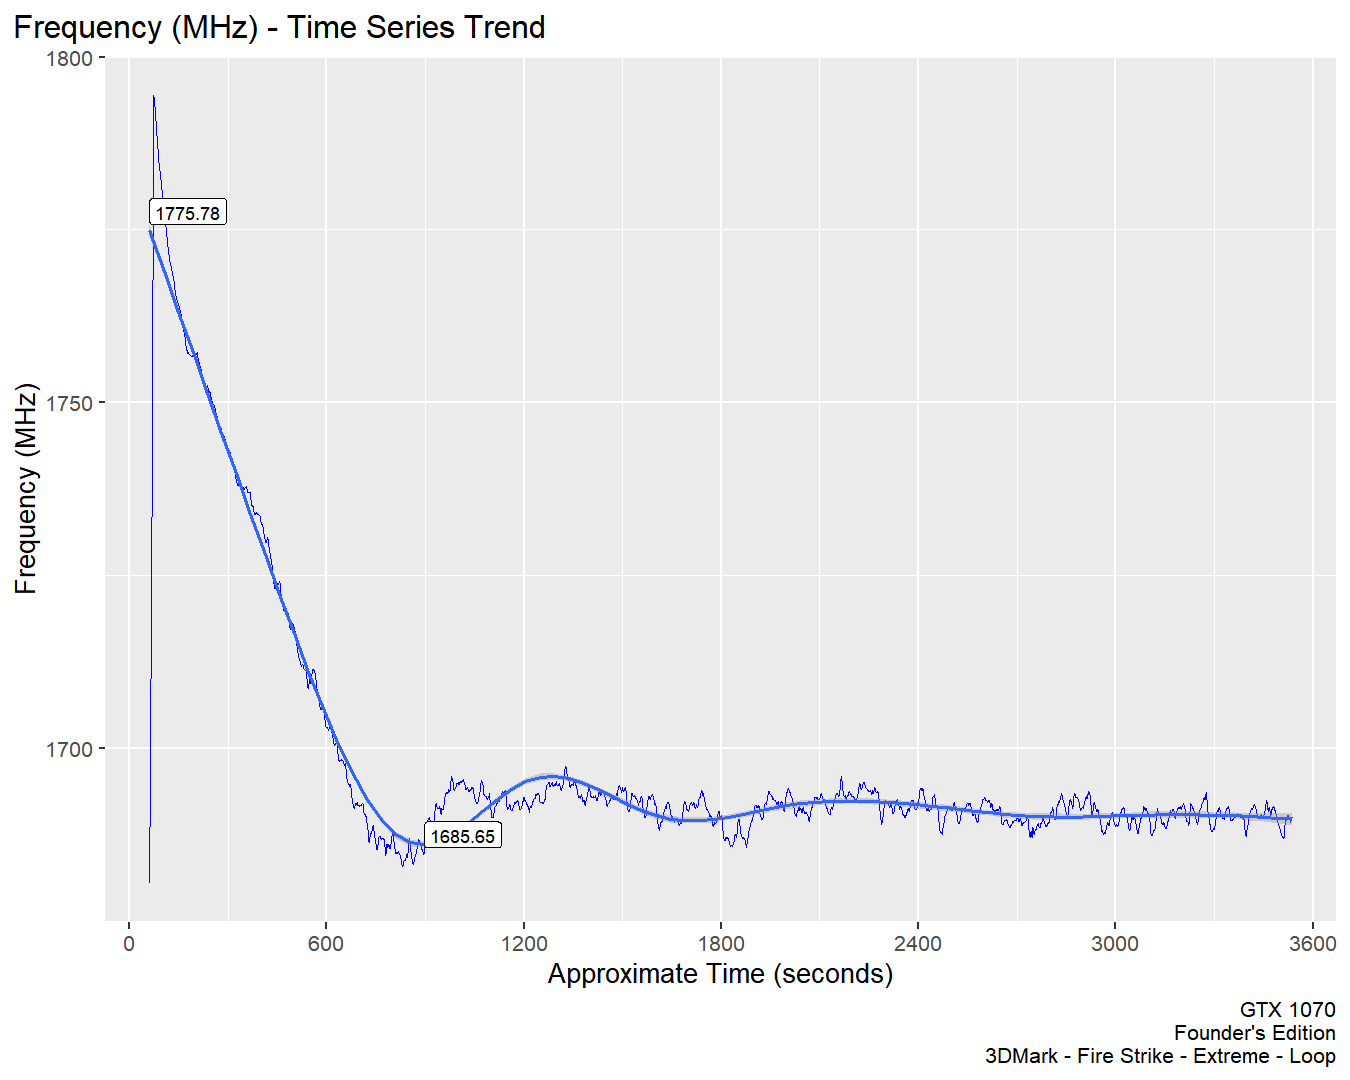 Frequency (MHz) - Time Series Trend
1800
1775.78
1750
Frequency (MHz)
1700
1685.65
0 600 1200 1800 2400 3000 3600
Approximate Time (seconds)
GTX 1070
Founder's Edition
3DMark - Fire Strike - Extreme - Loop